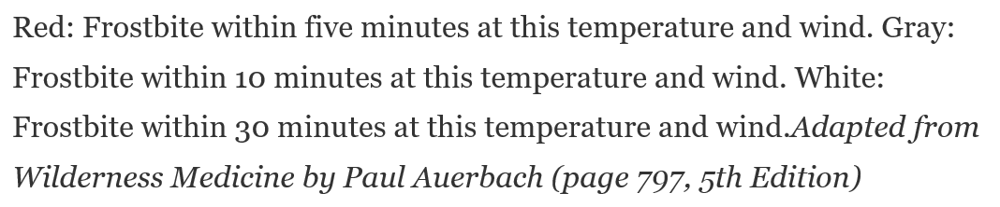 Red: Frostbite within five minutes at this temperature and wind. Gray:
Frostbite within 10 minutes at this temperature and wind. White:
Frostbite within 30 minutes at this temperature and wind.Adapted from
Wilderness Medicine by Paul Auerbach (page 797, 5th Edition)